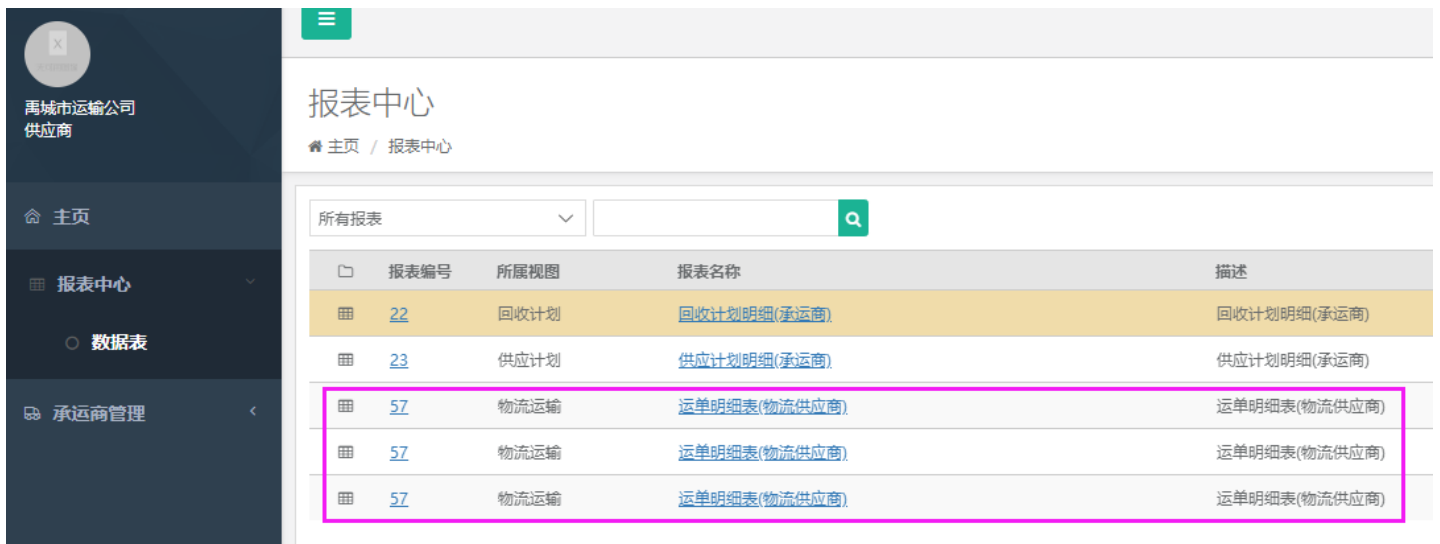 禹城市运输公司
供应商
主页
报表中心
数据表
承运商管理
报表中心
主页 / 报表中心
所有报表
报表编号 所属视图 报表名称 描述
22 回收计划 回收计划明细(承运商) 回收计划明细(承运商)
23 供应计划 供应计划明细(承运商) 供应计划明细(承运商)
57 物流运输 运单明细表(物流供应商) 运单明细表(物流供应商)
57 物流运输 运单明细表(物流供应商) 运单明细表(物流供应商)
57 物流运输 运单明细表(物流供应商) 运单明细表(物流供应商)